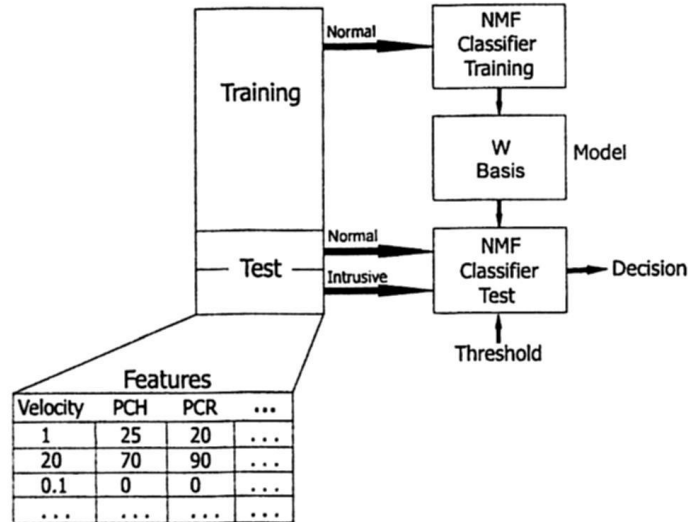 Training
Normal
NMF
Classifier
Training
W
Basis
Model
Test
Normal
Intrusive
NMF
Classifier
Test
Decision
Threshold
Features
Velocity PCH PCR ...
1 25 20 ...
20 70 90 ...
0.1 0 0 ...
... ... ... ...